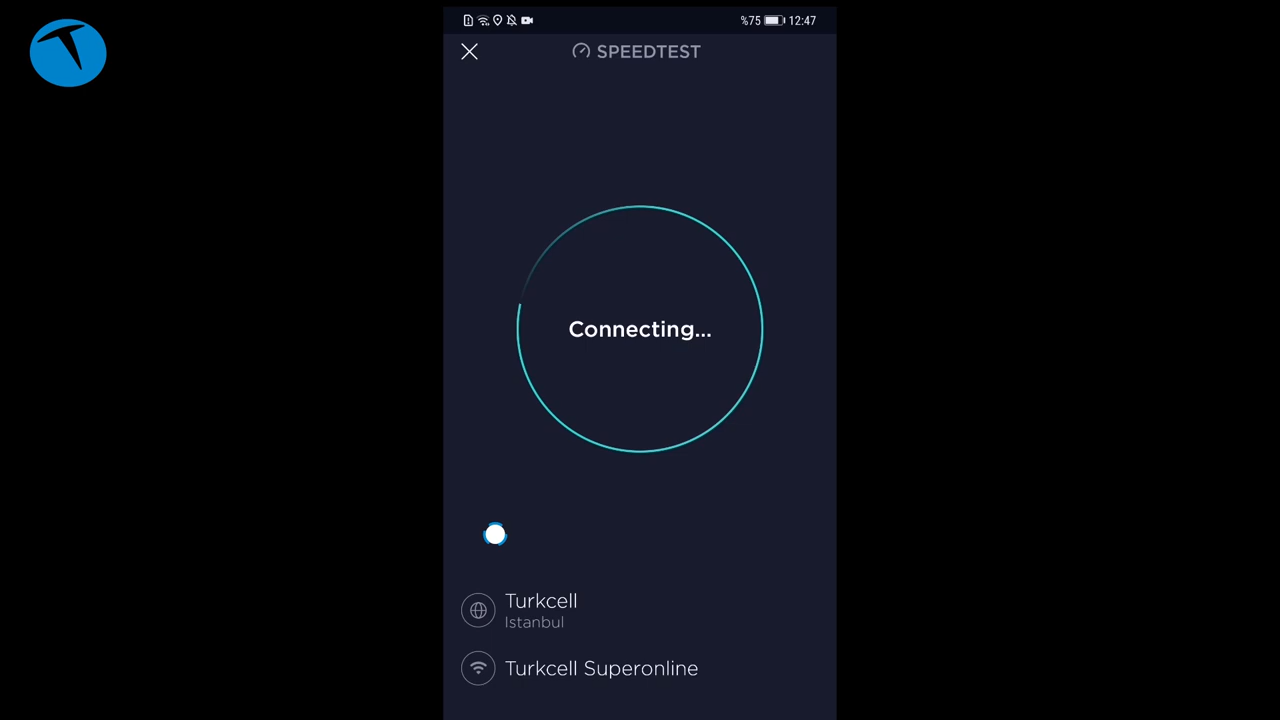 %75 12:47
SPEEDTEST
Connecting...
Turkcell
Istanbul
Turkcell Superonline